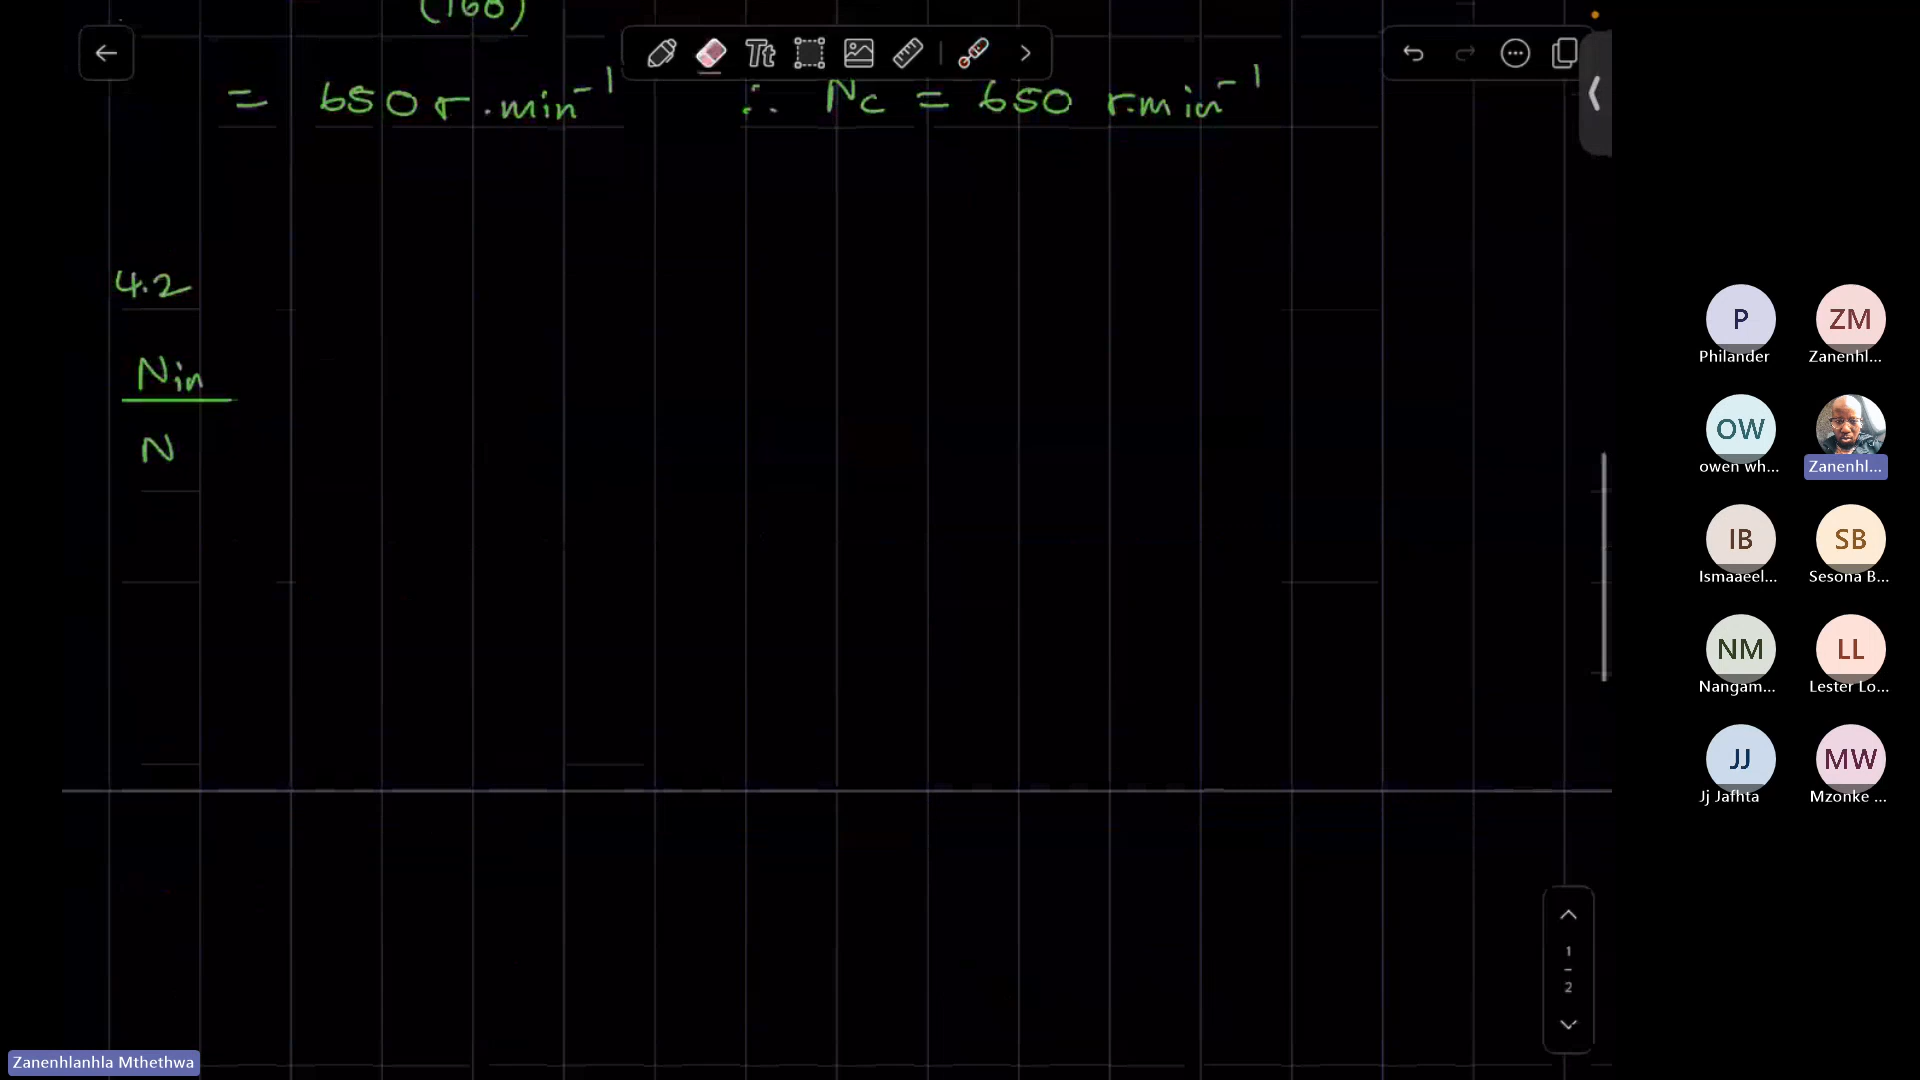 (160)
Tt
= 650 r.min⁻¹ ∴ Nc = 650 r.min⁻¹
4.2
Nin
N
P
Philander
ZM
Zanenhl...
OW
owen wh...
Zanenhl...
IB
Ismaaeel...
SB
Sesona B...
NM
Nangam...
LL
Lester Lo...
JJ
Jj Jafhta
MW
Mzonke ...
1
2
Zanenhlanhla Mthethwa